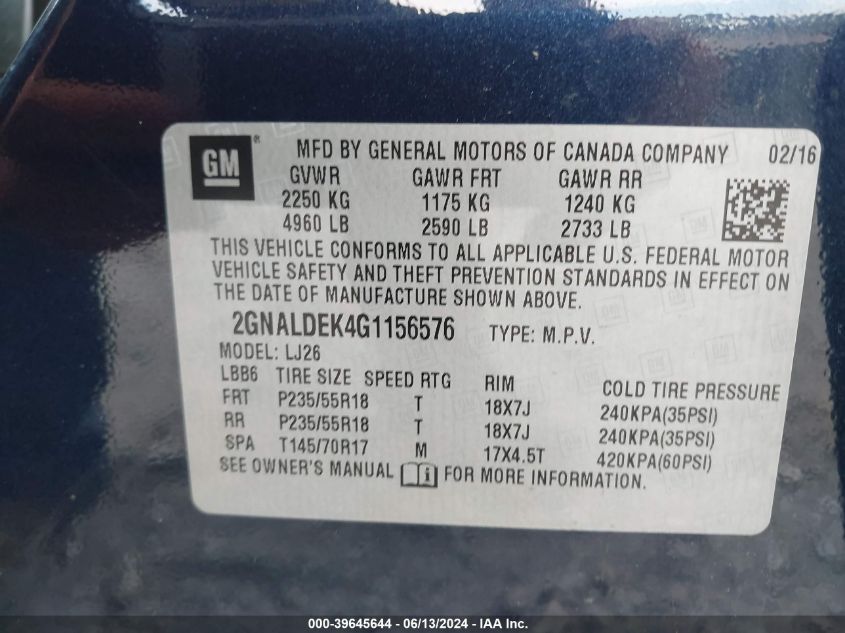 GM® MFD BY GENERAL MOTORS OF CANADA COMPANY 02/16
GVWR GAWR FRT GAWR RR
2250 KG 1175 KG 1240 KG
4960 LB 2590 LB 2733 LB
THIS VEHICLE CONFORMS TO ALL APPLICABLE U.S. FEDERAL MOTOR
VEHICLE SAFETY AND THEFT PREVENTION STANDARDS IN EFFECT ON
THE DATE OF MANUFACTURE SHOWN ABOVE.
2GNALDEK4G1156576 TYPE: M.P.V.
MODEL: LJ26
LBB6 TIRE SIZE SPEED RTG RIM COLD TIRE PRESSURE
FRT P235/55R18 T 18X7J 240KPA(35PSI)
RR P235/55R18 T 18X7J 240KPA(35PSI)
SPA T145/70R17 M 17X4.5T 420KPA(60PSI)
SEE OWNER'S MANUAL FOR MORE INFORMATION.
000-39645644 - 06/13/2024 - IAA Inc.